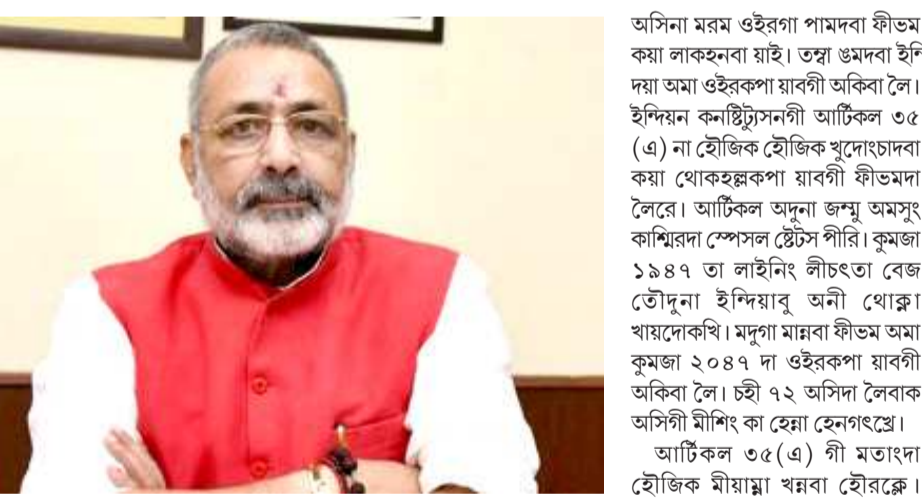 অসিনা মরম ওইরগা পামদবা ফীভম
কয়া লাকহনবা য়াই। তম্বা ঙমদবা ইন্দি
দয়া অমা ওইরকপা য়াবগী অকিবা লৈ।
ইন্দিয়ন কনষ্টিট্যুসনগী আর্টিকল ৩৫
(এ) না হৌজিক হৌজিক খুদোংচাদবা
কয়া থোকহল্লকপা য়াবগী ফীভমদা
লৈরে। আর্টিকল অদুনা জম্মু অমসুং
কাশ্মিরদা স্পেসল ষ্টেটস পীরি। কুমজা
১৯৪৭ তা লাইনিং লীচৎতা বেজ
তৌদুনা ইন্দিয়াবু অনী থোক্না
খায়দোকখি। মদুগা মান্নবা ফীভম অমা
কুমজা ২০৪৭ দা ওইরকপা য়াবগী
অকিবা লৈ। চহী ৭২ অসিদা লৈবাক
অসিগী মীশিং কা হেন্না হেনগৎখ্রে।
আর্টিকল ৩৫(এ) গী মতাংদা
হৌজিক মীয়াম্না খন্নবা হৌরক্লে।